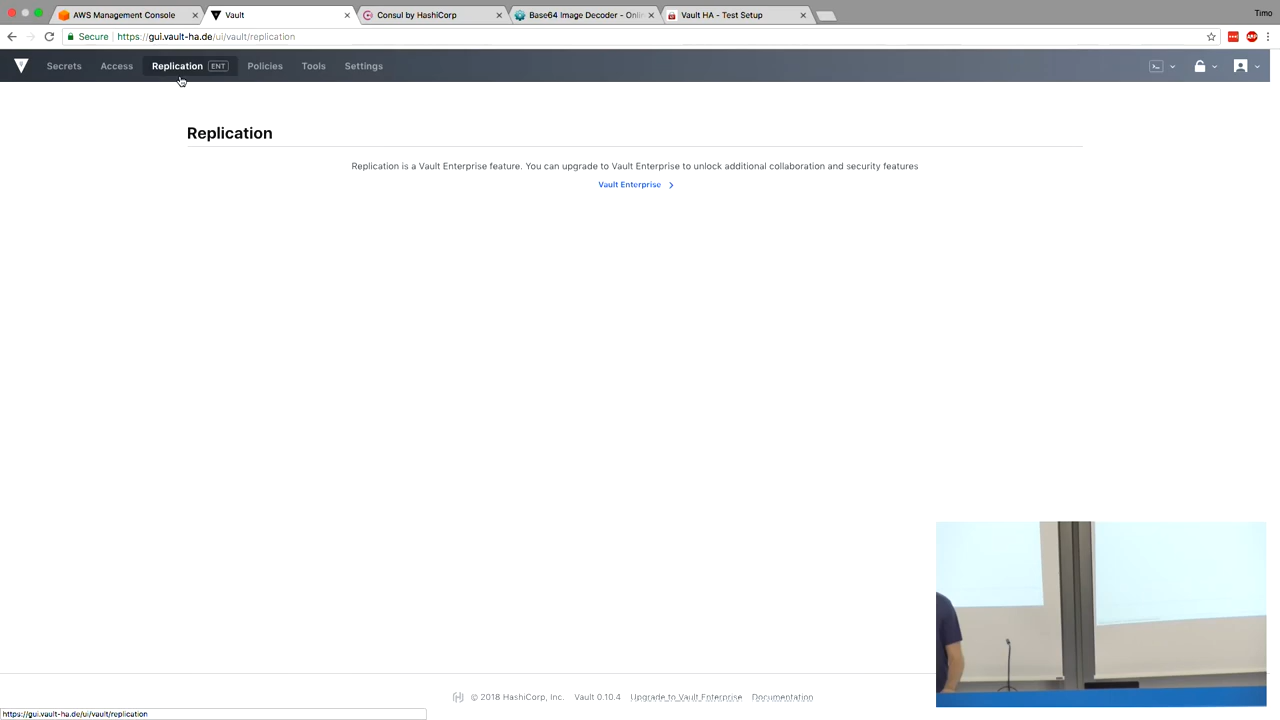 AWS Management Console
Vault
Consul by HashiCorp
Base64 Image Decoder - Onli
Vault HA - Test Setup
Timo
Secure
https://gui.vault-ha.de/ui/vault/replication
ABP
Secrets
Access
Replication ENT
Policies
Tools
Settings
Replication
Replication is a Vault Enterprise feature. You can upgrade to Vault Enterprise to unlock additional collaboration and security features
Vault Enterprise
© 2018 HashiCorp, Inc. Vault 0.10.4 Upgrade to Vault Enterprise Documentation
https://gui.vault-ha.de/ui/vault/replication